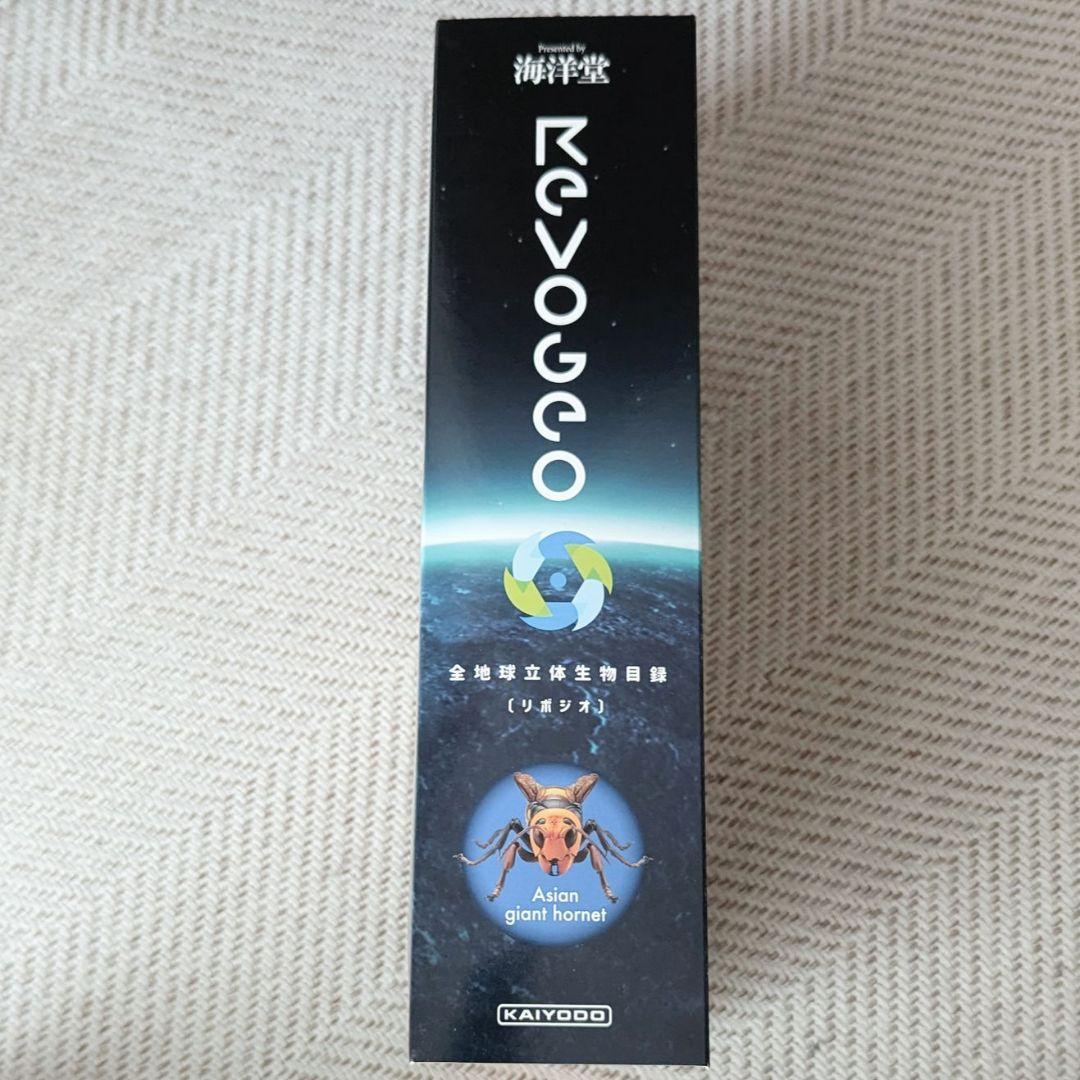 Presented by
海洋堂
RevoGeo
全地球立体生物目録
〔リボジオ〕
Asian
giant hornet
KAIYODO